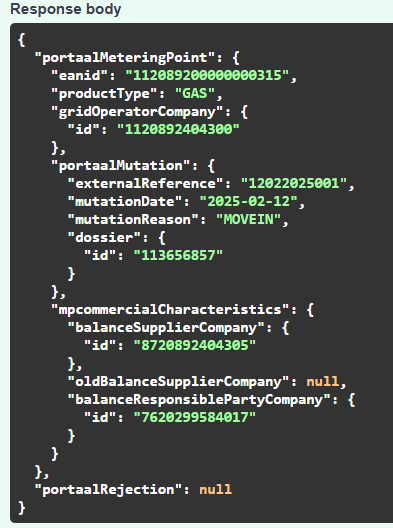 Response body
{
  "portaalMeteringPoint": {
    "eanid": "112089200000000315",
    "productType": "GAS",
    "gridOperatorCompany": {
      "id": "1120892404300"
    },
    "portaalMutation": {
      "externalReference": "12022025001",
      "mutationDate": "2025-02-12",
      "mutationReason": "MOVEIN",
      "dossier": {
        "id": "113656857"
      }
    },
    "mpcommercialCharacteristics": {
      "balanceSupplierCompany": {
        "id": "8720892404305"
      },
      "oldBalanceSupplierCompany": null,
      "balanceResponsiblePartyCompany": {
        "id": "7620299584017"
      }
    }
  },
  "portaalRejection": null
}